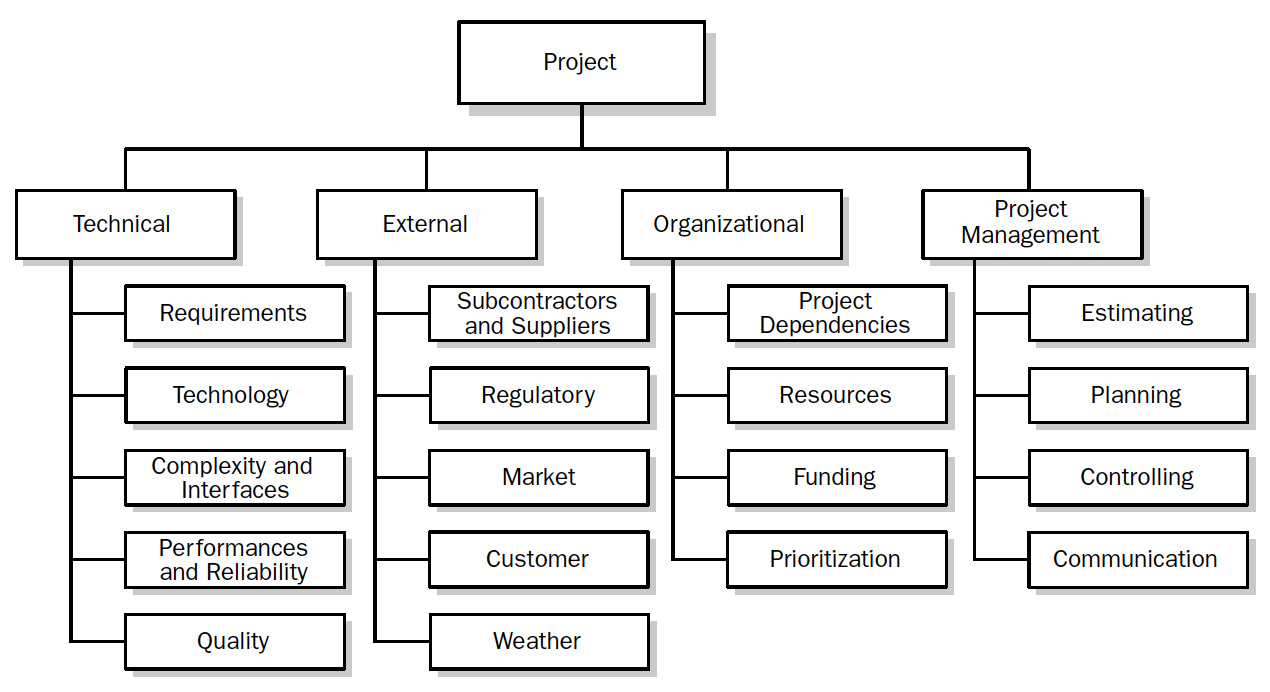 Project
Technical
External
Organizational
Project
Management
Requirements
Technology
Complexity and
Interfaces
Performances
and Reliability
Quality
Subcontractors
and Suppliers
Regulatory
Market
Customer
Weather
Project
Dependencies
Resources
Funding
Prioritization
Estimating
Planning
Controlling
Communication